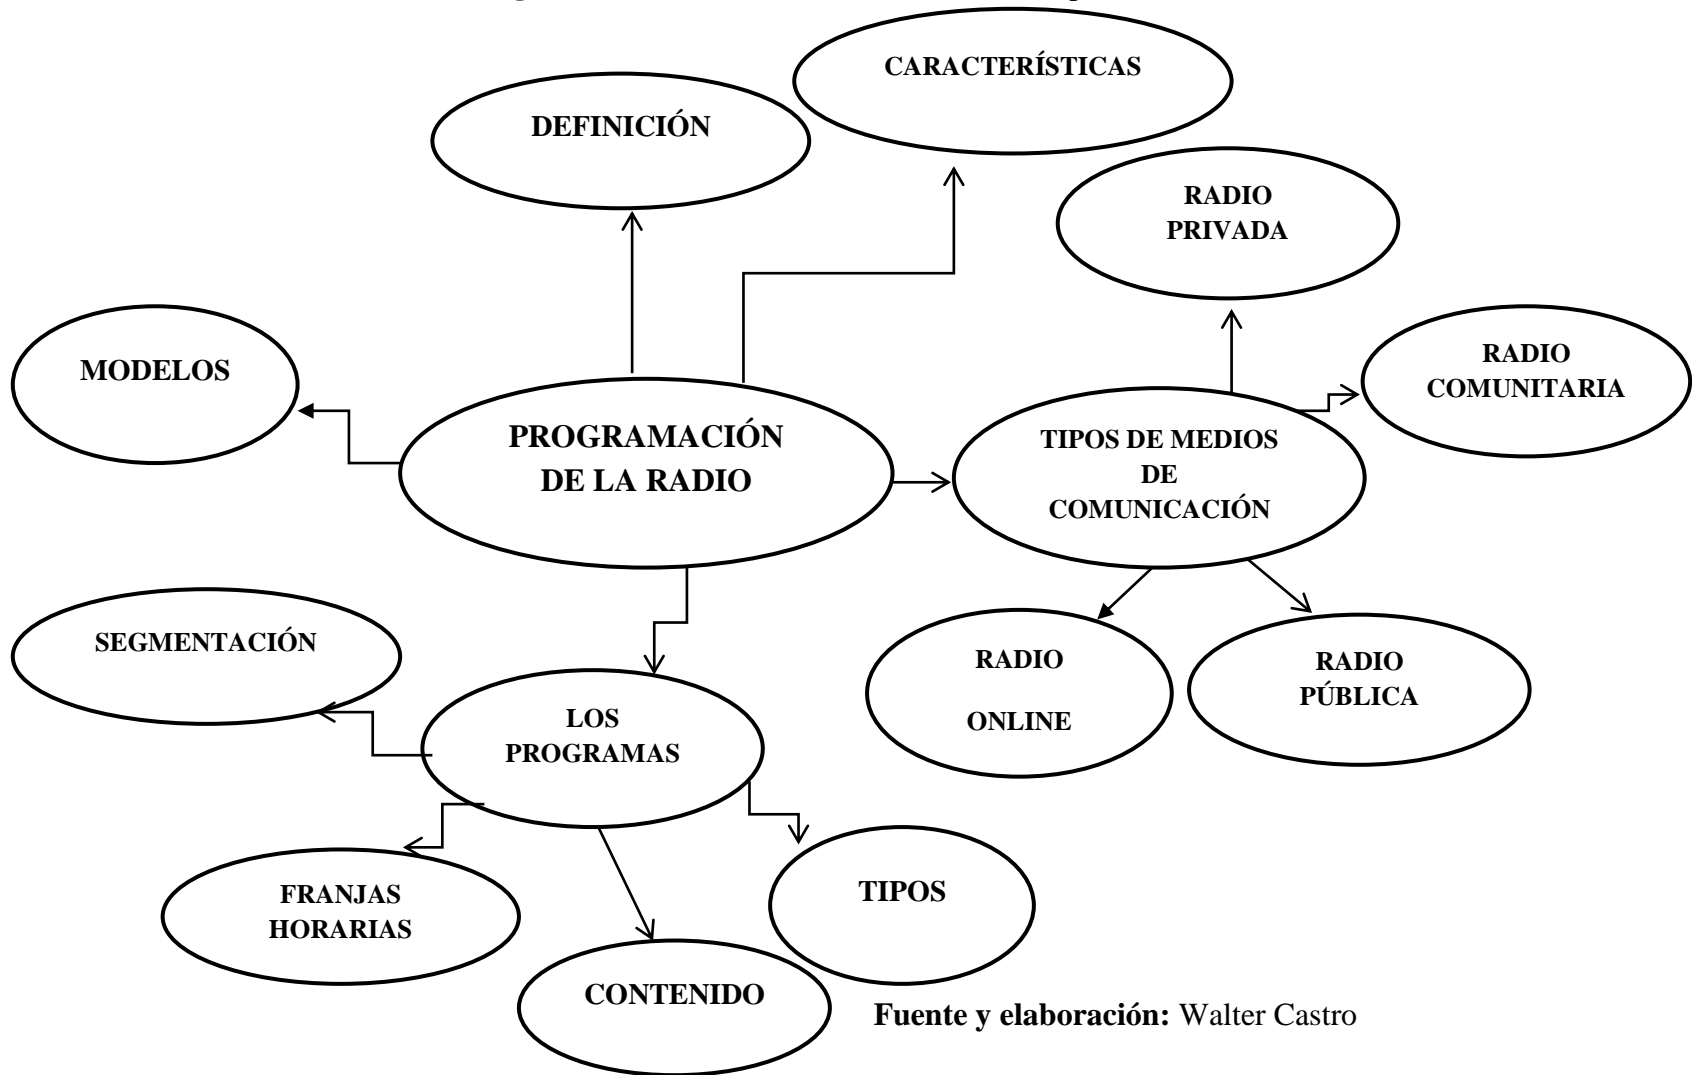 CARACTERÍSTICAS
DEFINICIÓN
RADIO
PRIVADA
MODELOS
RADIO
COMUNITARIA
PROGRAMACIÓN
DE LA RADIO
TIPOS DE MEDIOS
DE
COMUNICACIÓN
SEGMENTACIÓN
LOS
PROGRAMAS
RADIO
ONLINE
RADIO
PÚBLICA
FRANJAS
HORARIAS
TIPOS
CONTENIDO
Fuente y elaboración: Walter Castro